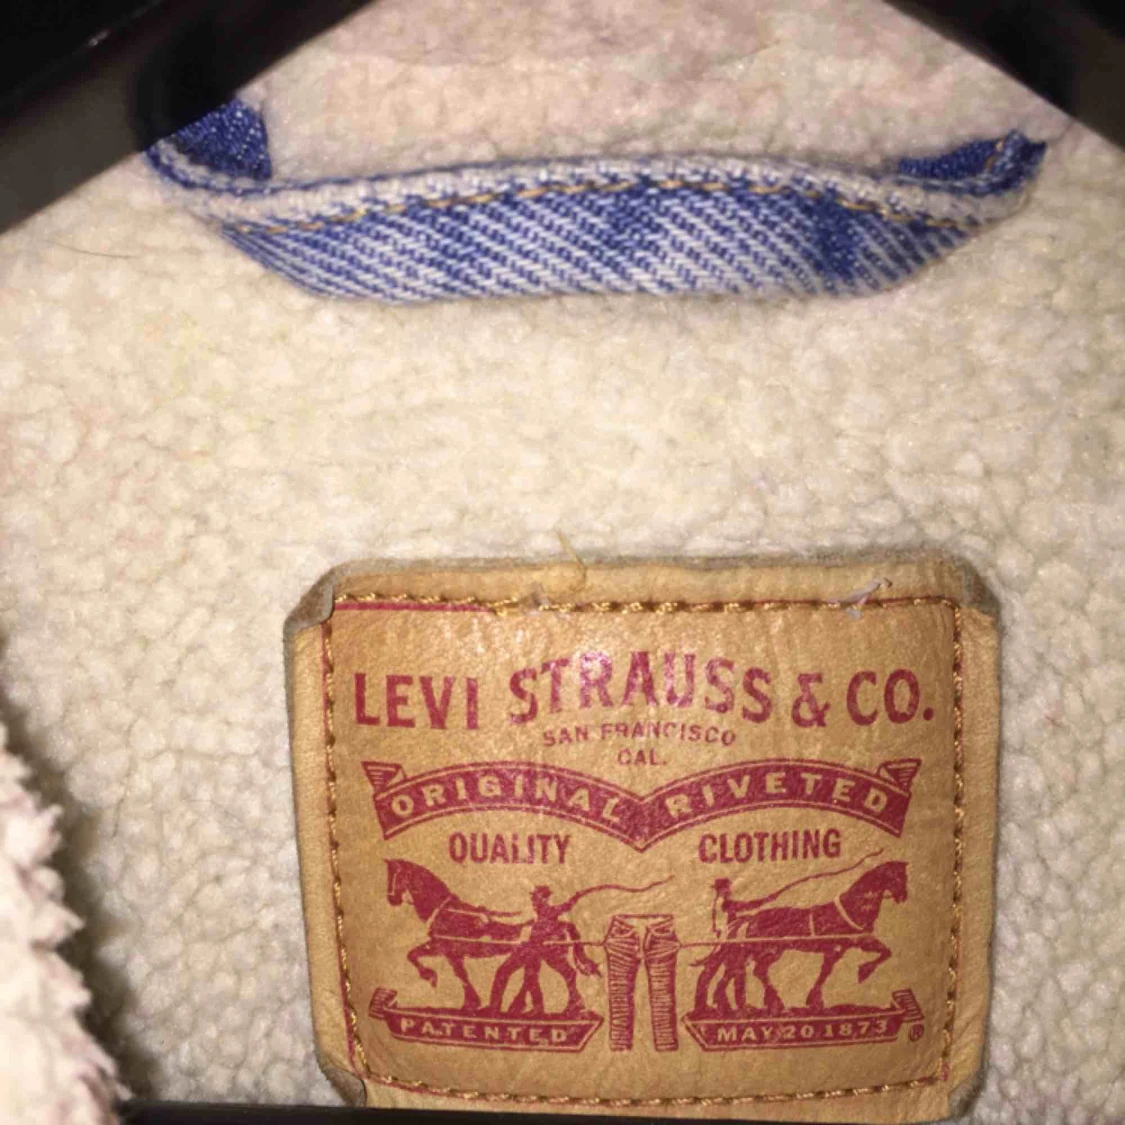 LEVI STRAUSS & CO.
SAN FRANCISCO
CAL.
ORIGINAL RIVETED
QUALITY CLOTHING
PATENTED MAY 20 1873 ®